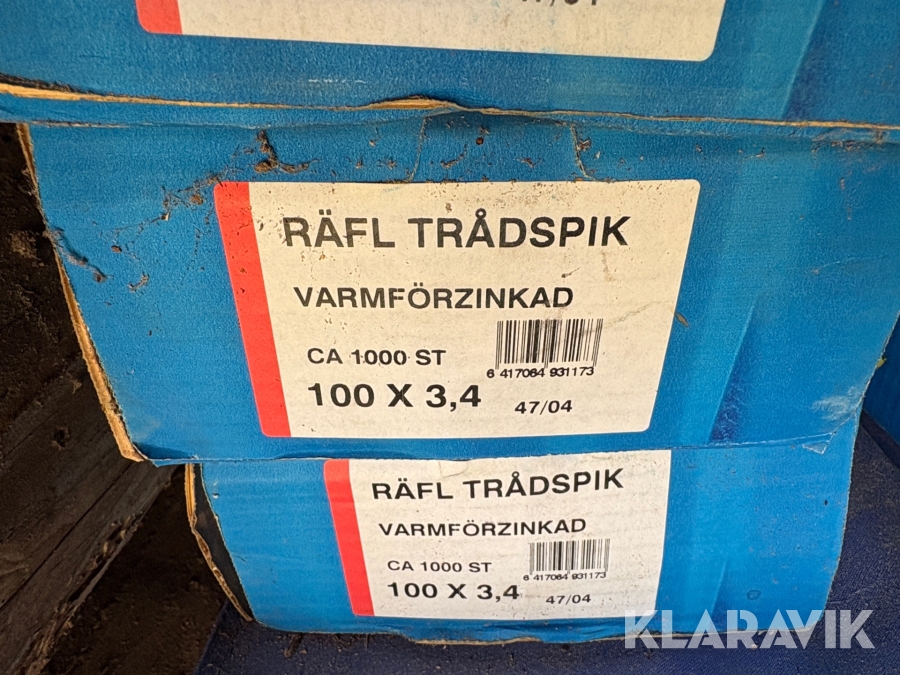 RÄFL TRÅDSPIK
VARMFÖRZINKAD
CA 1000 ST
6 417064 931173
100 X 3,4
47/04
RÄFL TRÅDSPIK
VARMFÖRZINKAD
CA 1000 ST
6 417064 931173
100 X 3,4
47/04
KLARAVIK